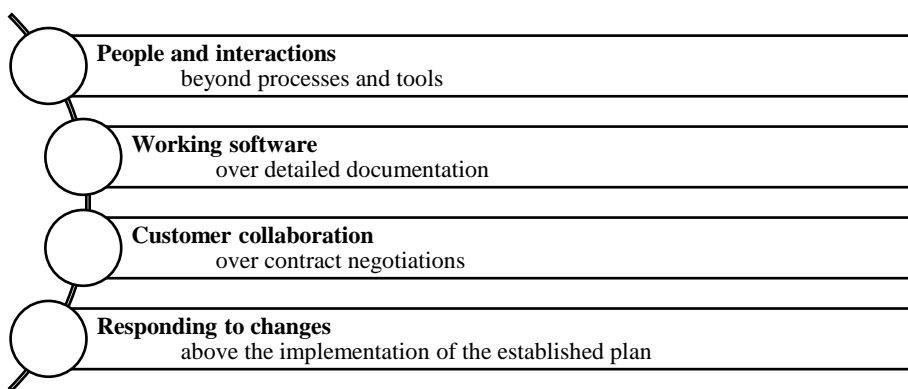 People and interactions
beyond processes and tools
Working software
over detailed documentation
Customer collaboration
over contract negotiations
Responding to changes
above the implementation of the established plan